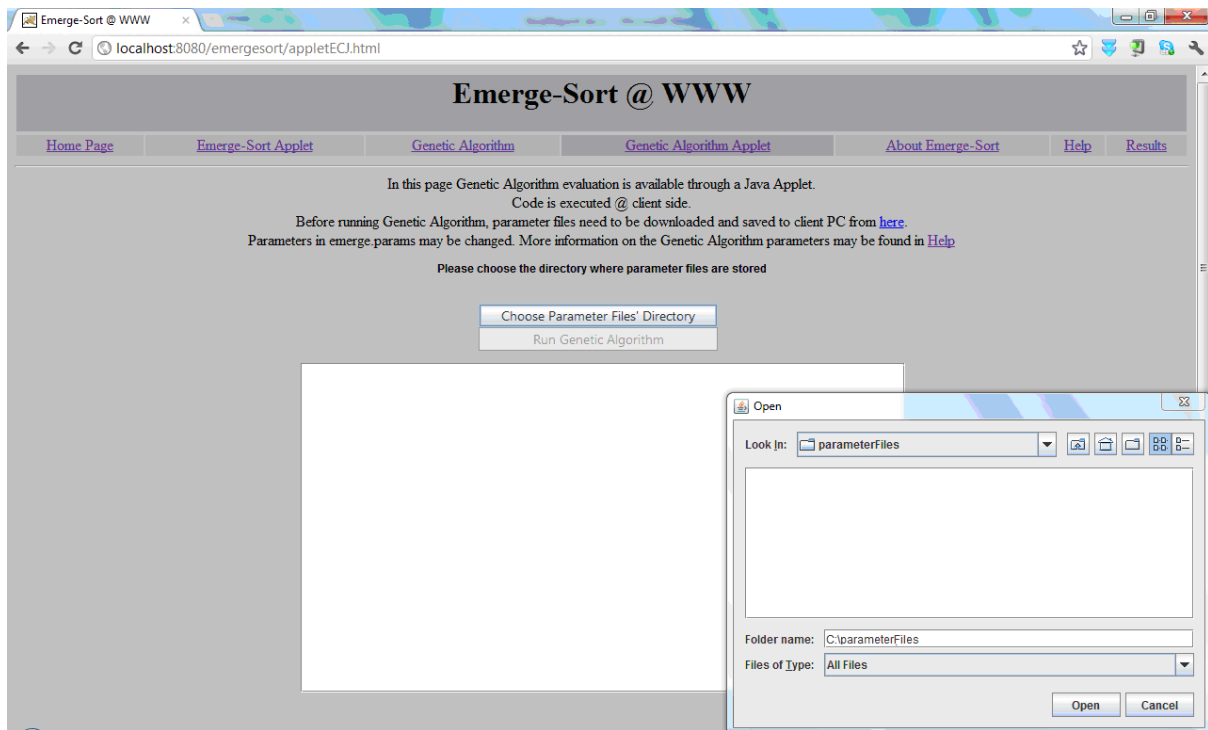 Emerge-Sort @ WWW
localhost:8080/emergesort/appletECJ.html
Emerge-Sort @ WWW
Home Page Emerge-Sort Applet Genetic Algorithm Genetic Algorithm Applet About Emerge-Sort Help Results
In this page Genetic Algorithm evaluation is available through a Java Applet.
Code is executed @ client side.
Before running Genetic Algorithm, parameter files need to be downloaded and saved to client PC from here.
Parameters in emerge.params may be changed. More information on the Genetic Algorithm parameters may be found in Help
Please choose the directory where parameter files are stored
Choose Parameter Files' Directory
Run Genetic Algorithm
Open
Look In: parameterFiles
Folder name: C:\parameterFiles
Files of Type: All Files
Open Cancel